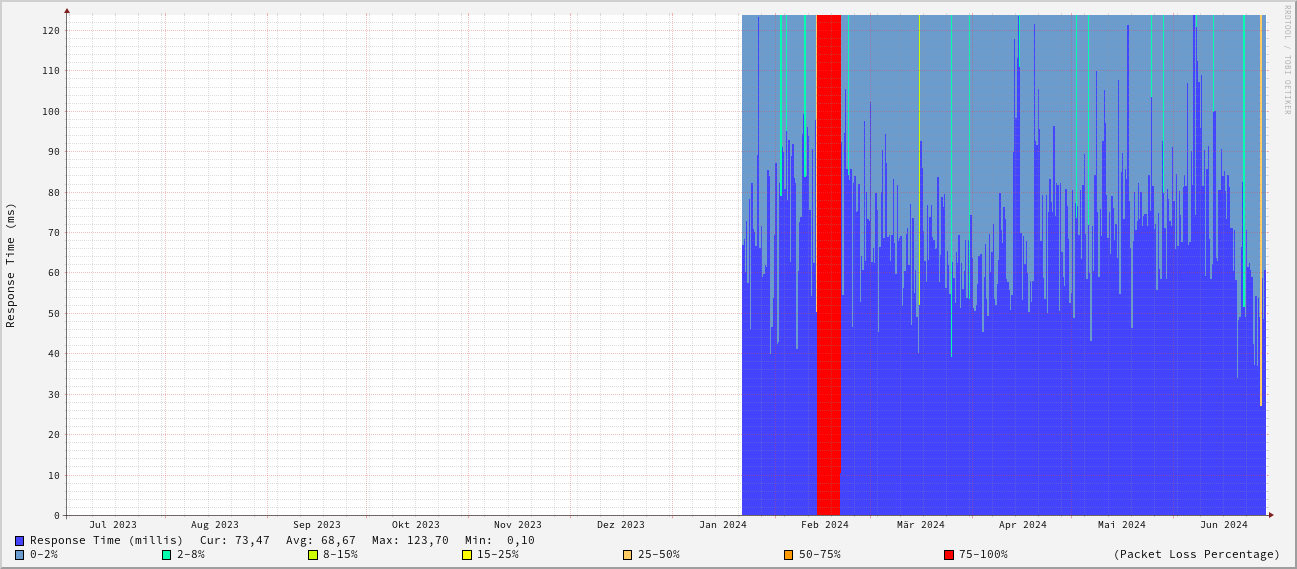 RRDTOOL / TOBI OETIKER
Response Time (ms)
120
110
100
90
80
70
60
50
40
30
20
10
0
Jul 2023 Aug 2023 Sep 2023 Okt 2023 Nov 2023 Dez 2023 Jan 2024 Feb 2024 Mär 2024 Apr 2024 Mai 2024 Jun 2024
Response Time (millis) Cur: 73,47 Avg: 68,67 Max: 123,70 Min: 0,10
0-2% 2-8% 8-15% 15-25% 25-50% 50-75% 75-100% (Packet Loss Percentage)